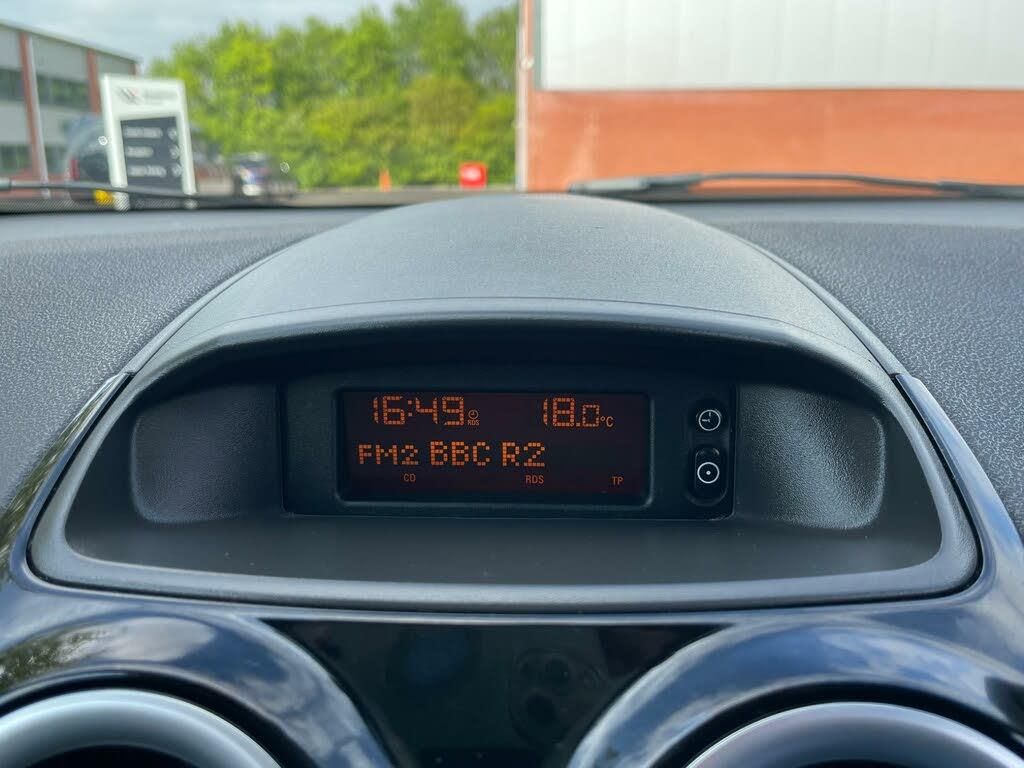 16:49 RDS 18.0°C
FM2 BBC R2
CD RDS TP